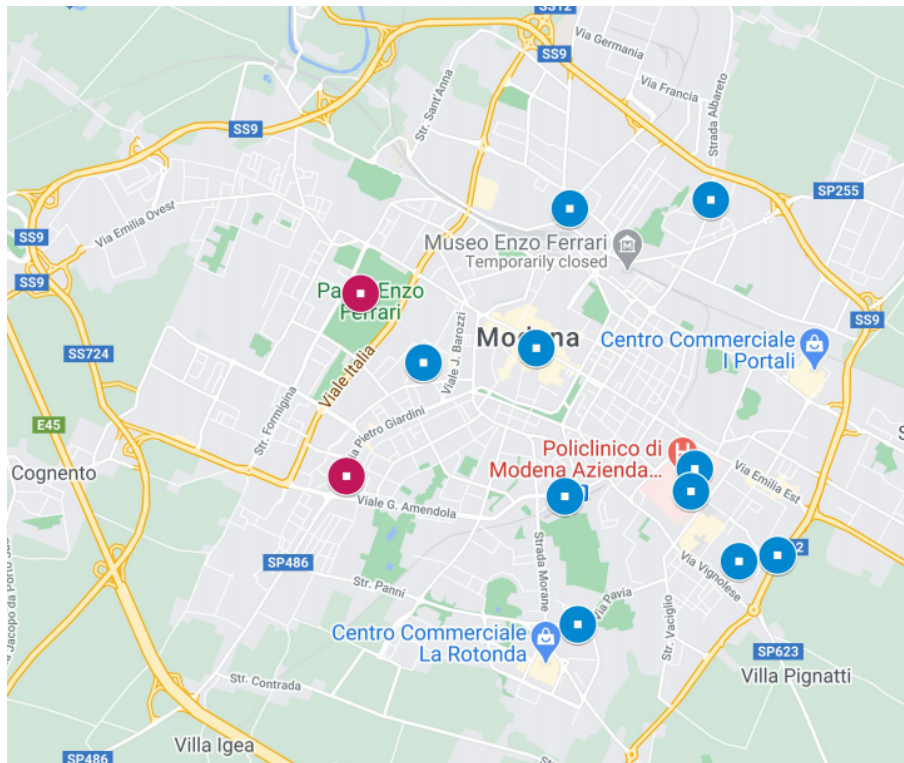 SS12
Via Germania
SS9
Via Francia
Str. Sant'Anna
Strada Albareto
SS9
SS9
SP255
Via Emilia Ovest
SS9
Museo Enzo Ferrari
Temporarily closed
SS9
Enzo
Ferrari
SS9
Viale J. Barozzi
Centro Commerciale
I Portali
SS724
Viale Italia
Str. Formigina
Pietro Giardini
E45
Cognento
Policlinico di
Modena Azienda...
Via Emilia Est
Viale G. Amendola
Strada Morane
SP486
Via Vignolese
Str. Panni
Via Pavia
Str. Vaciglio
Centro Commerciale
La Rotonda
SP623
Villa Pignatti
Str. Contrada
Villa Igea
SP486